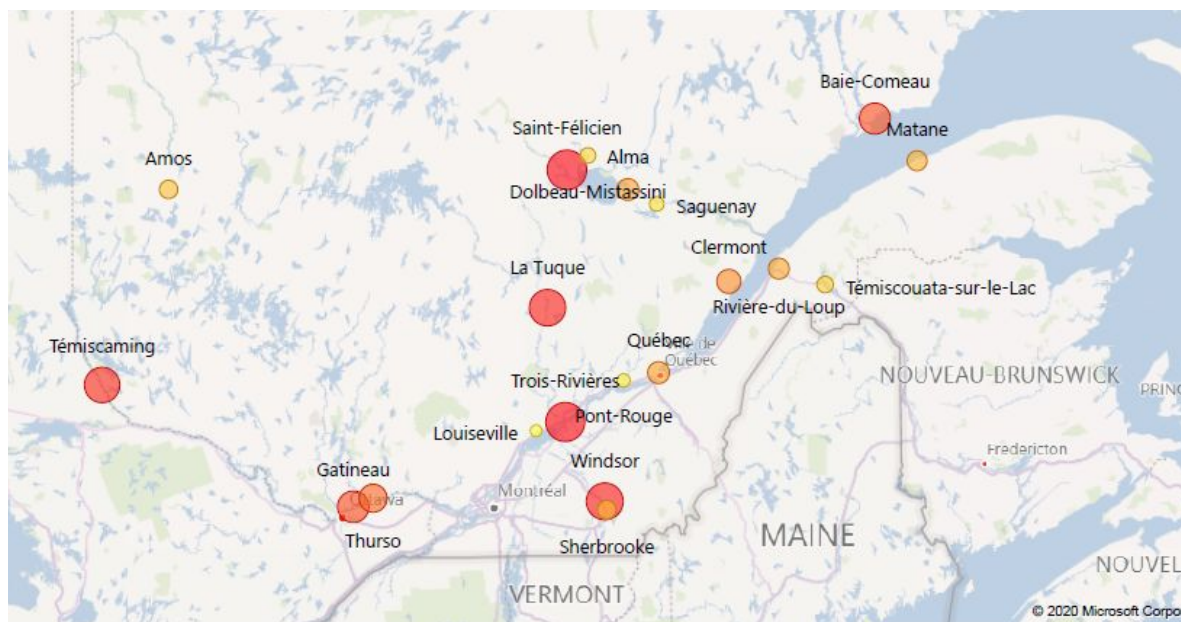 Baie-Comeau
Matane
Saint-Félicien
Alma
Amos
Dolbeau-Mistassini
Saguenay
Clermont
La Tuque
Témiscouata-sur-le-Lac
Rivière-du-Loup
Témiscaming
Québec
Québec
NOUVEAU-BRUNSWICK
Trois-Rivières
Pont-Rouge
Louiseville
Fredericton
Windsor
Gatineau
Montréal
Thurso
MAINE
Sherbrooke
VERMONT
© 2020 Microsoft Corpo